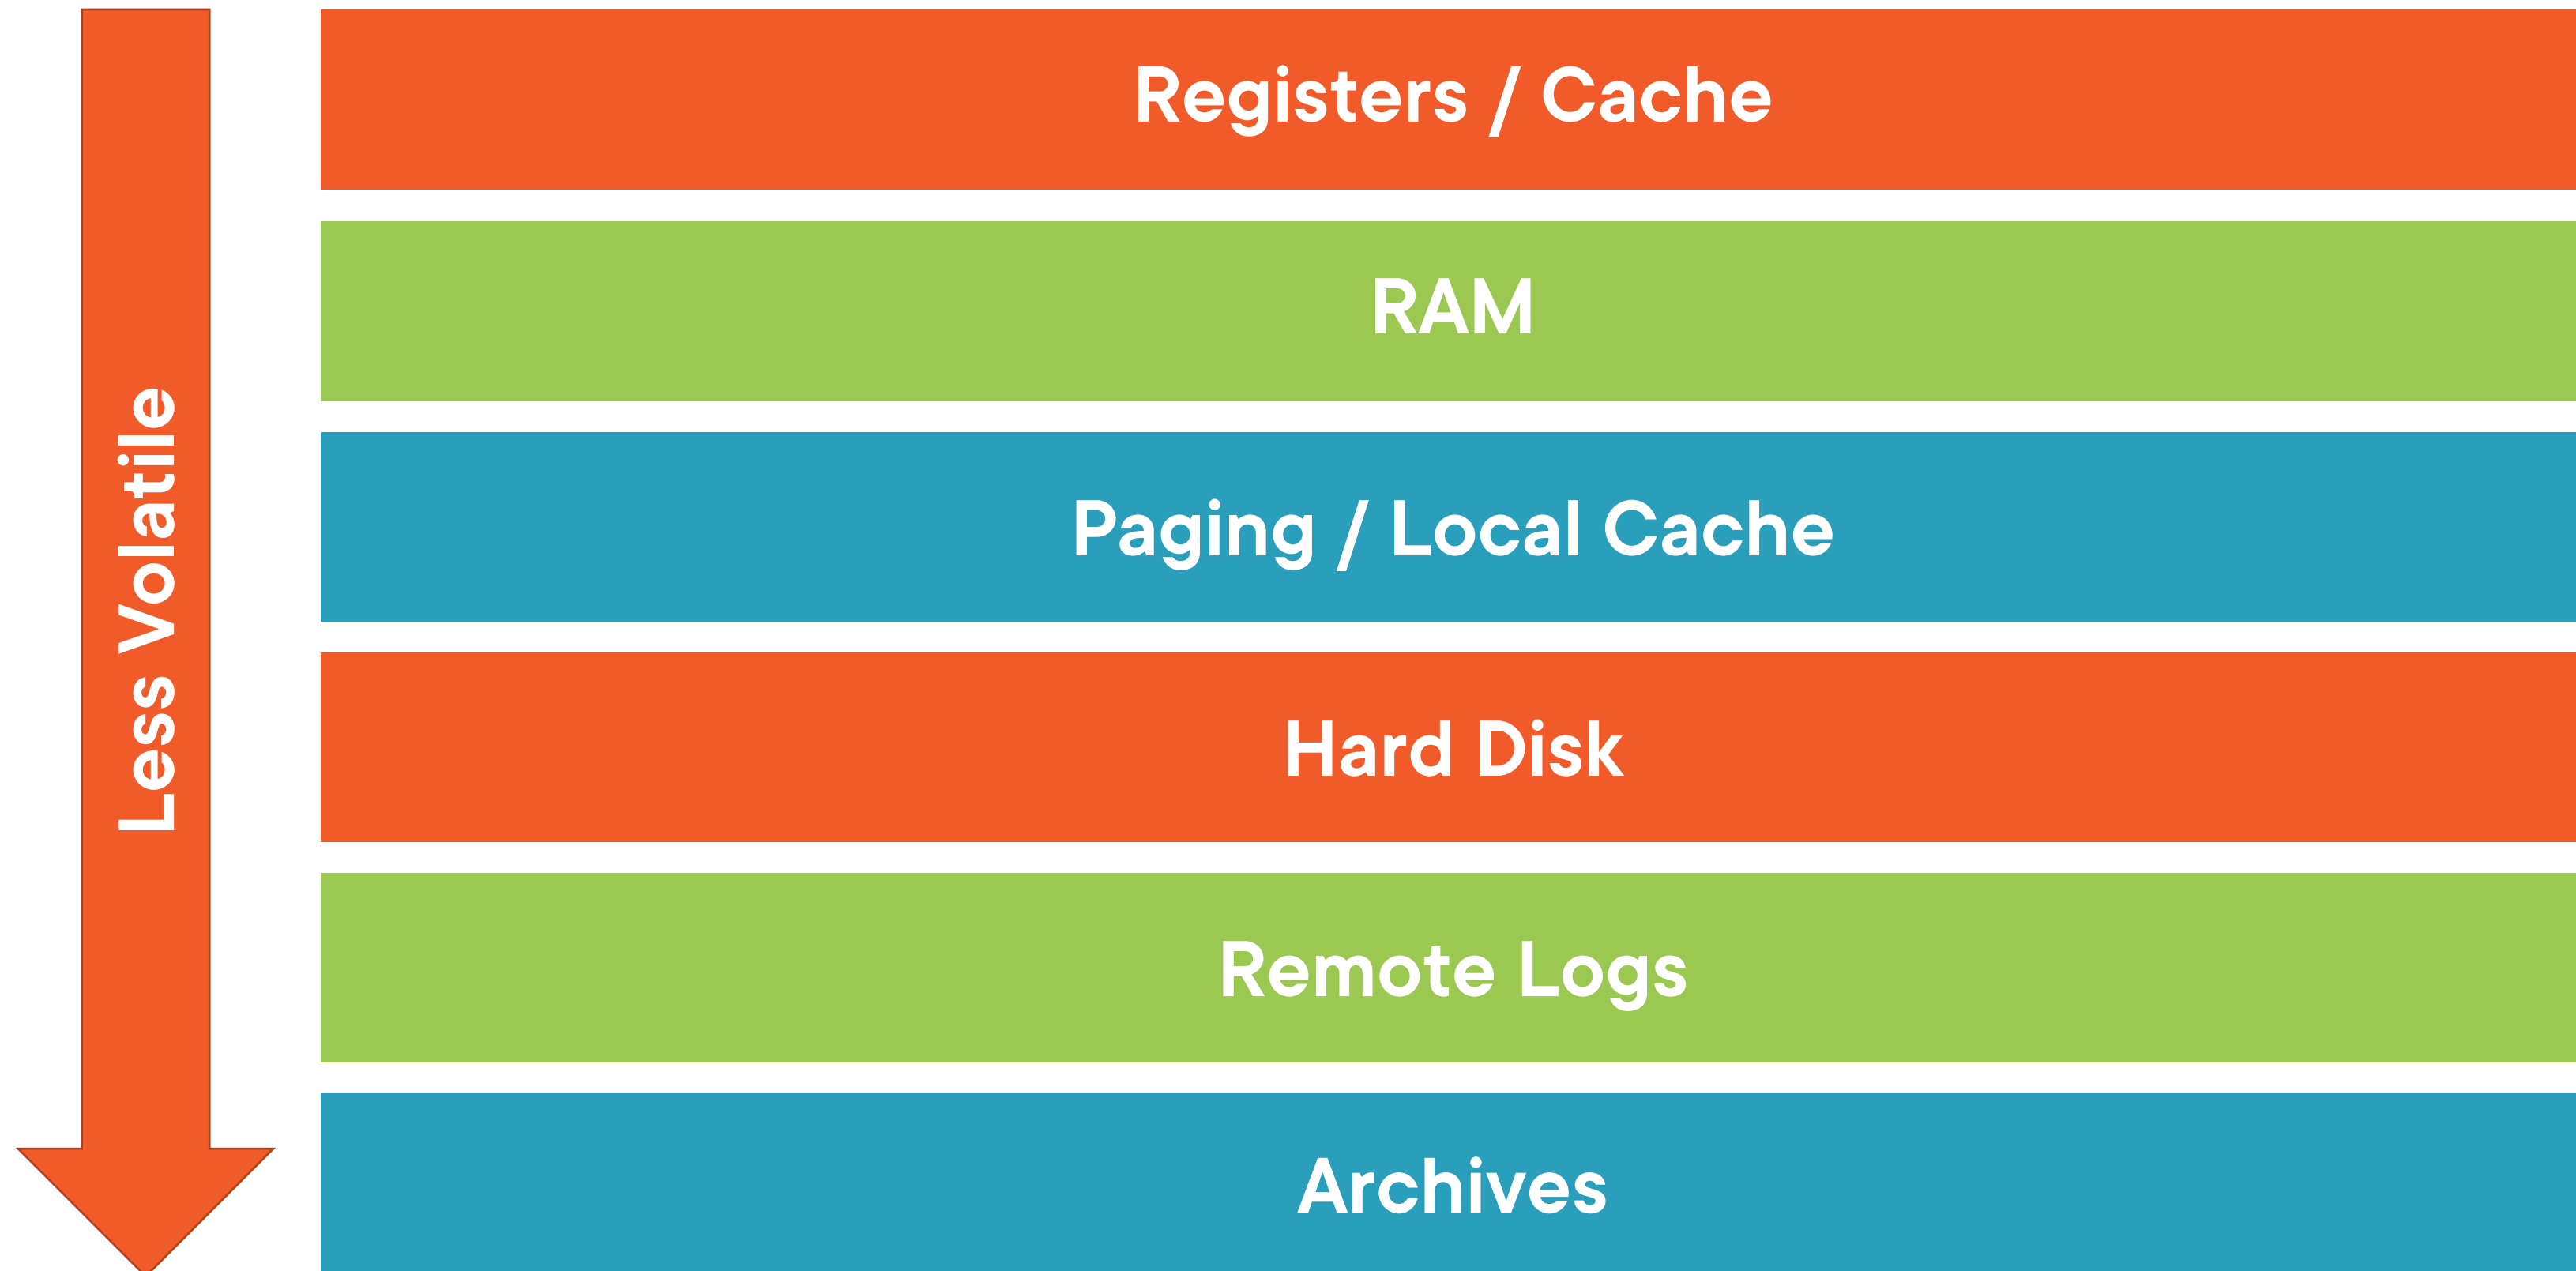 Less Volatile
Registers / Cache
RAM
Paging / Local Cache
Hard Disk
Remote Logs
Archives